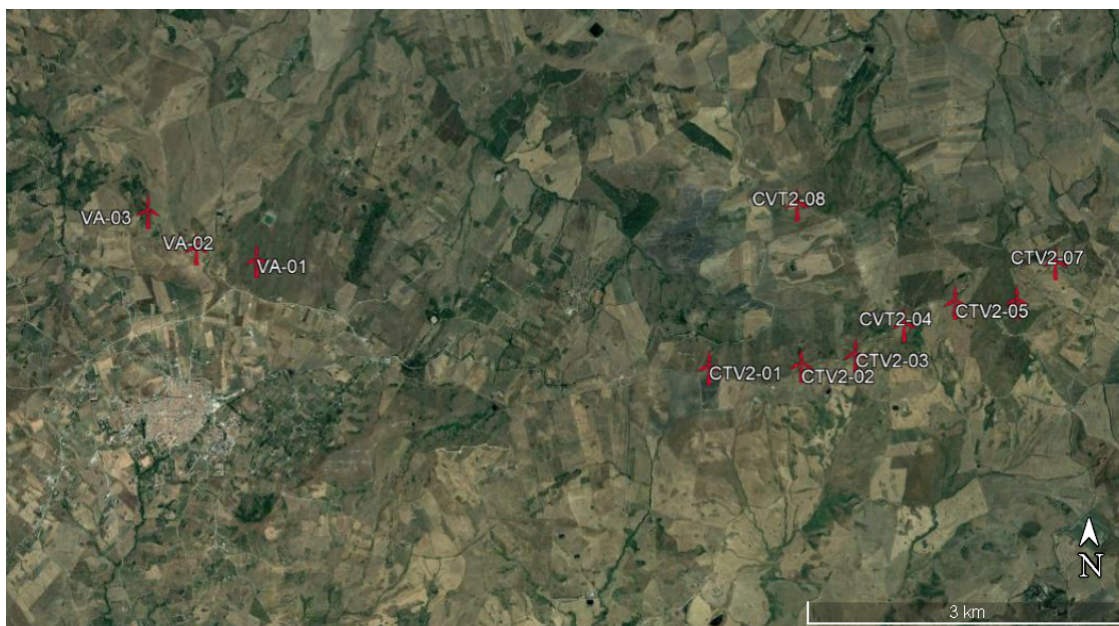 CVT2-08
VA-03
VA-02
VA-01
CTV2-07
CTV2-05
CVT2-04
CTV2-03
CTV2-01
CTV2-02
N
3 km